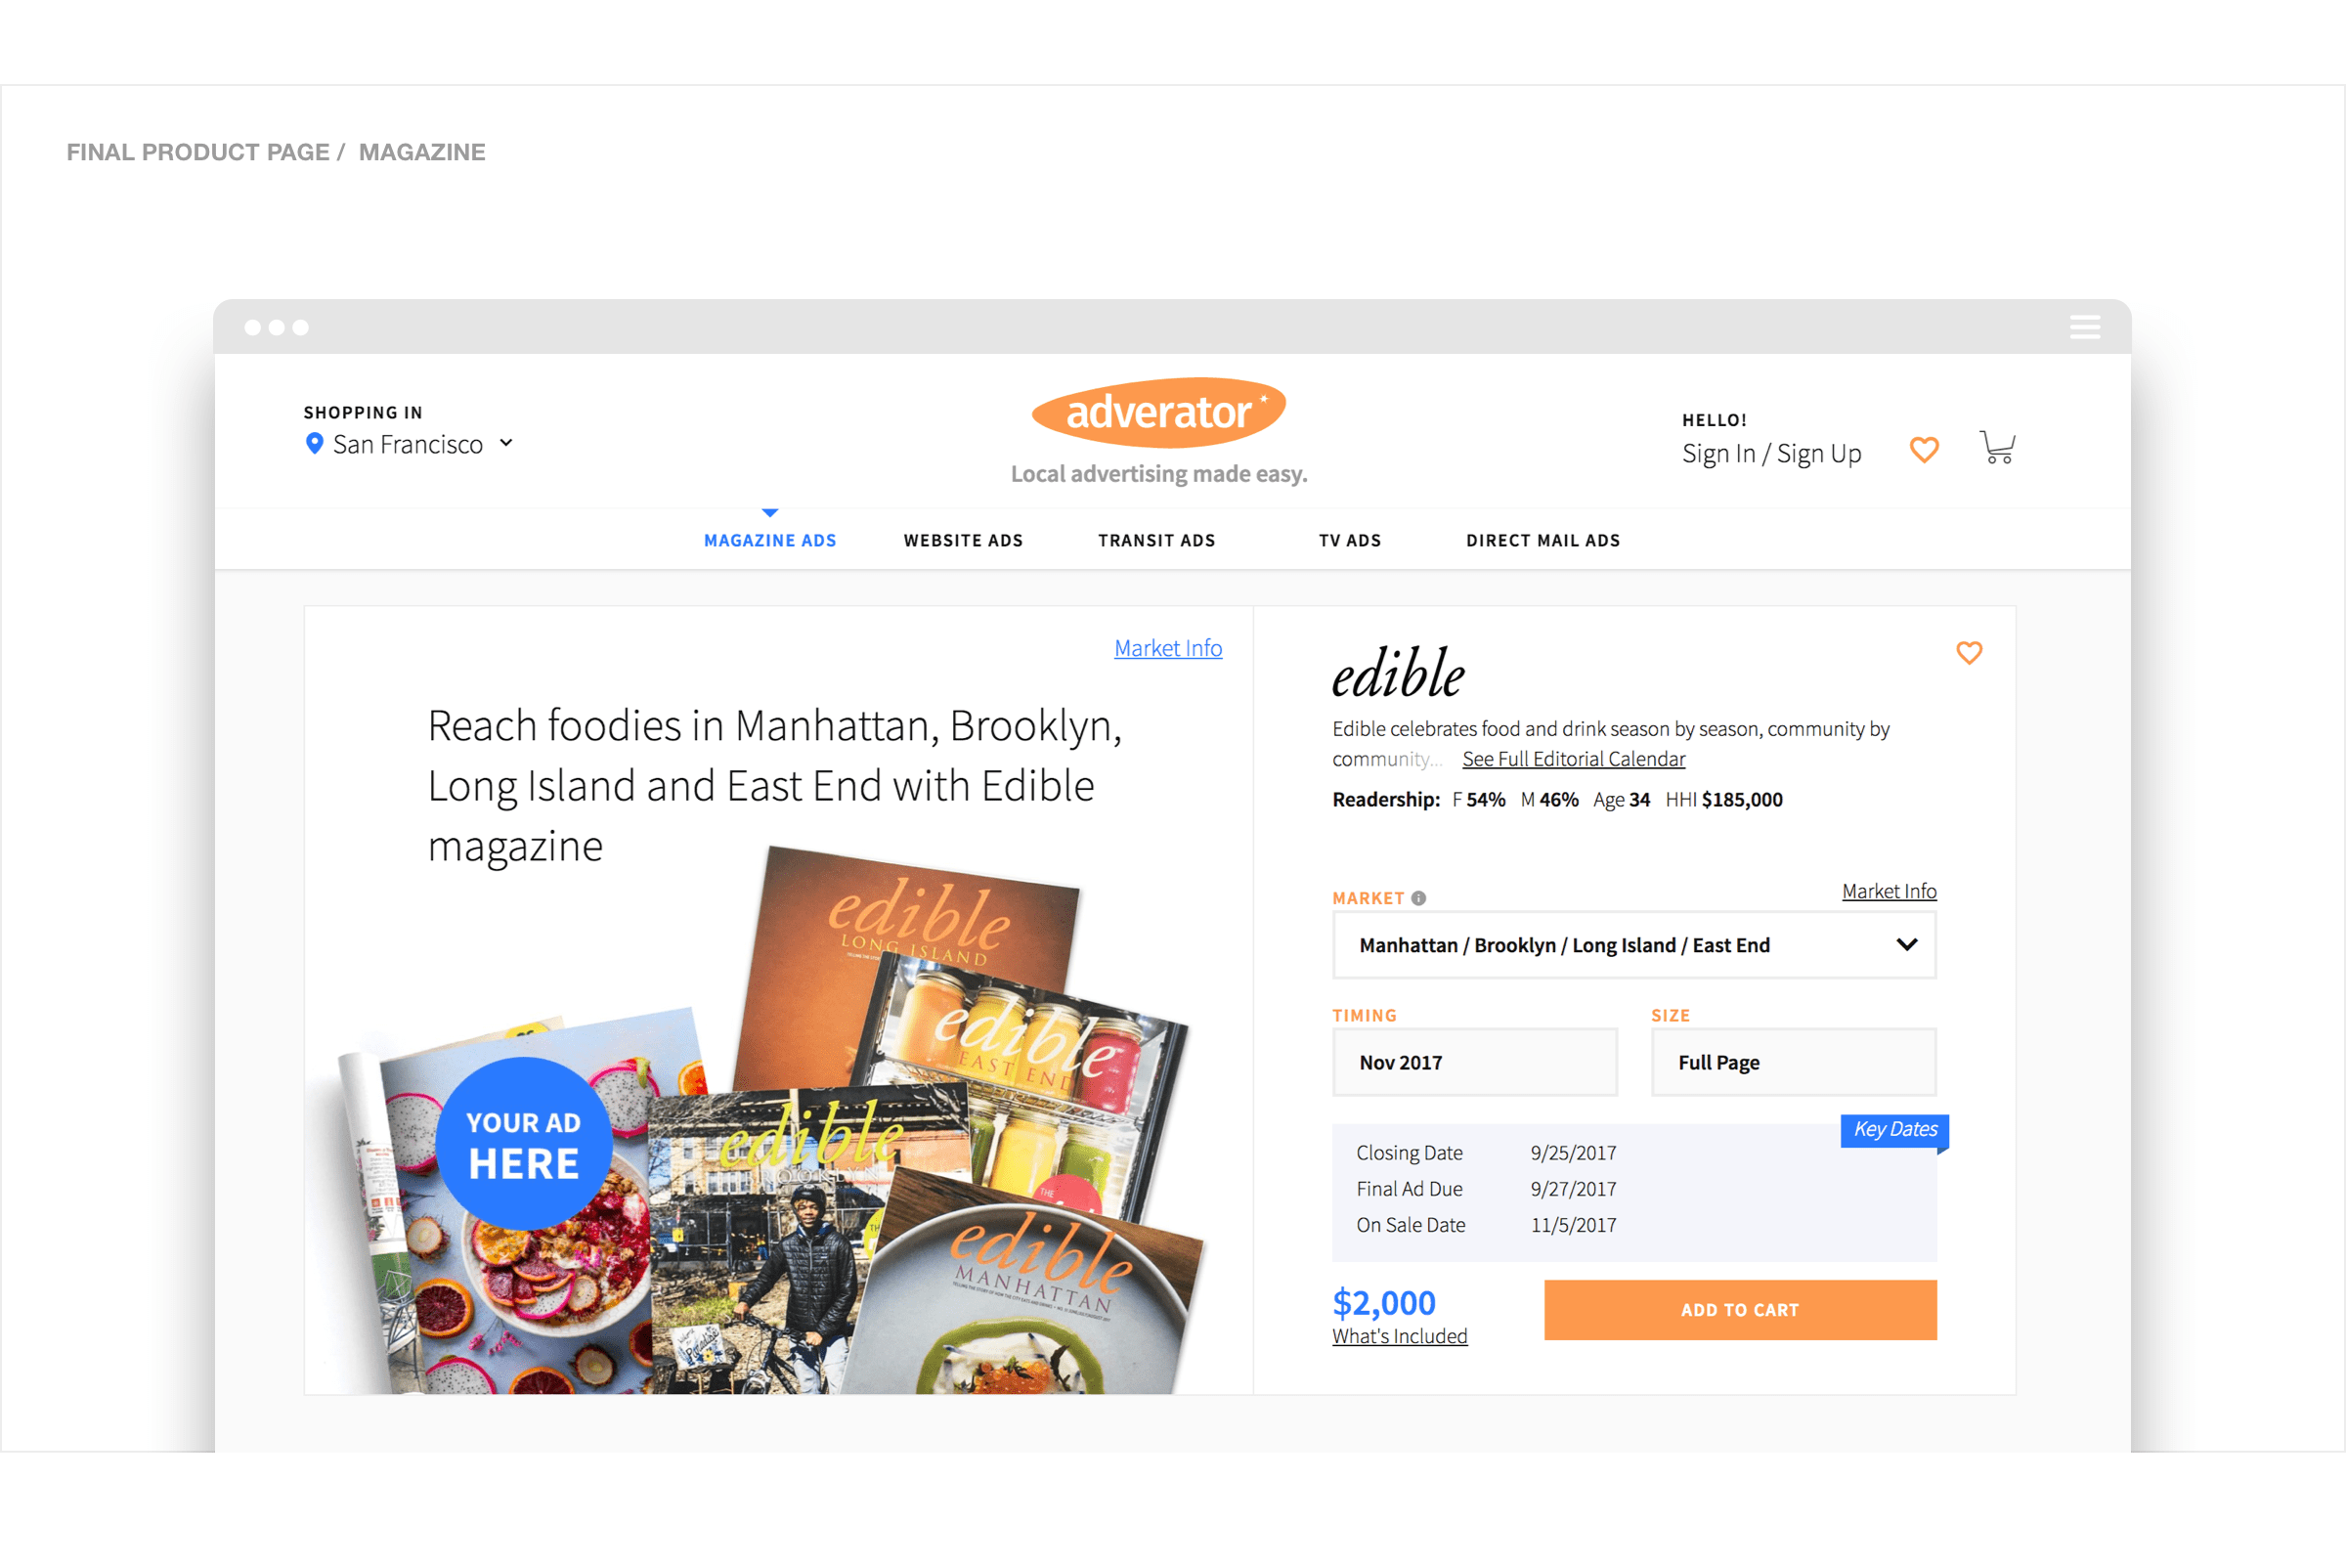 FINAL PRODUCT PAGE / MAGAZINE
SHOPPING IN
San Francisco
adverator
Local advertising made easy.
HELLO!
Sign In / Sign Up
MAGAZINE ADS
WEBSITE ADS
TRANSIT ADS
TV ADS
DIRECT MAIL ADS
Market Info
Reach foodies in Manhattan, Brooklyn,
Long Island and East End with Edible
magazine
edible
LONG ISLAND
edible
EAST END
YOUR AD
HERE
edible
BROOKLYN
THE
edible
MANHATTAN
edible
Edible celebrates food and drink season by season, community by
community... See Full Editorial Calendar
Readership: F 54% M 46% Age 34 HHI $185,000
MARKET
Market Info
Manhattan / Brooklyn / Long Island / East End
TIMING
SIZE
Nov 2017
Full Page
Key Dates
Closing Date 9/25/2017
Final Ad Due 9/27/2017
On Sale Date 11/5/2017
$2,000
What's Included
ADD TO CART